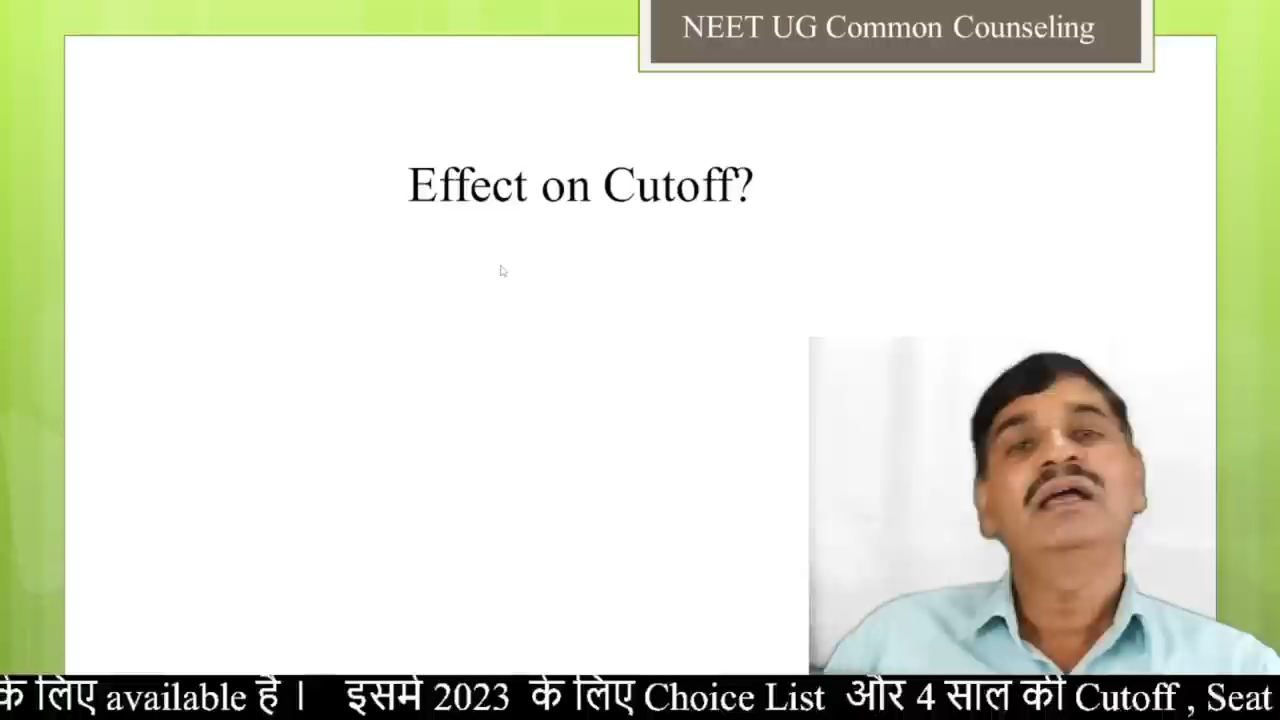 NEET UG Common Counseling
Effect on Cutoff?
के लिए available है । इसमें 2023 के लिए Choice List और 4 साल की Cutoff , Seat